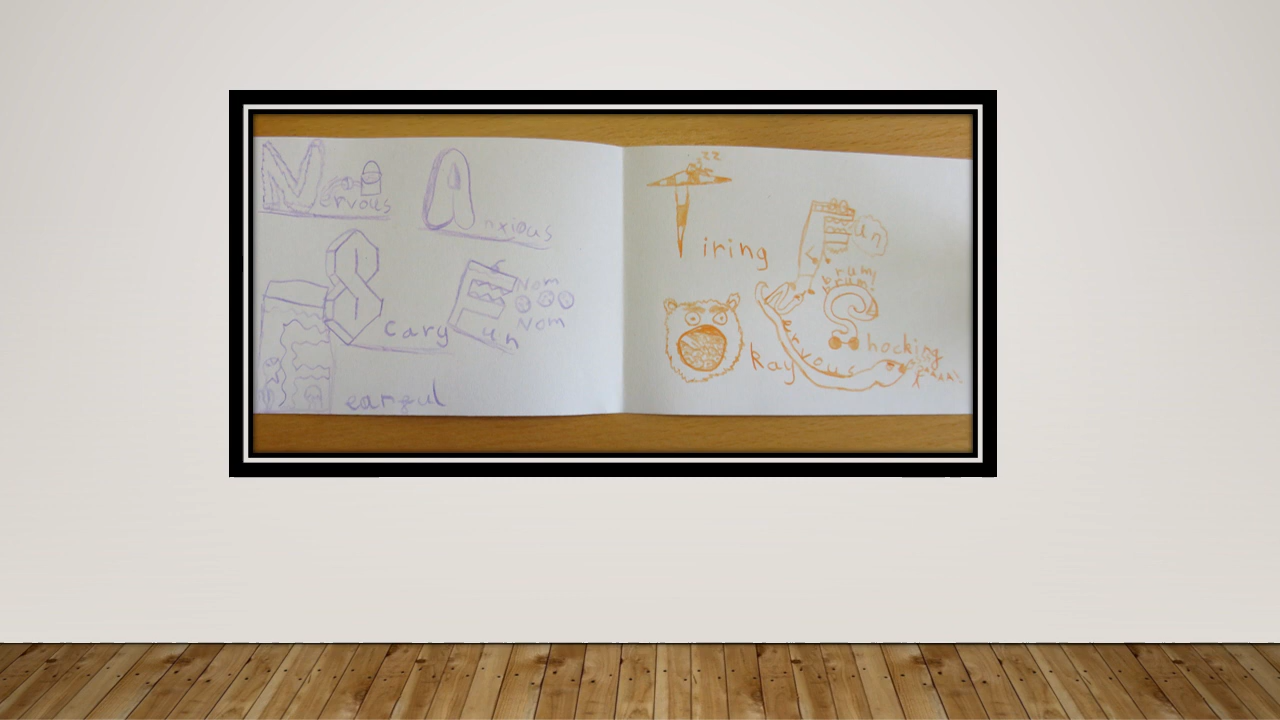 Nervous
Anxious
Scary
Fun
Nom
Nom
Fearful
zzz
Tiring
Fun
brum!
brum!
Shocking
Okay
Nervous